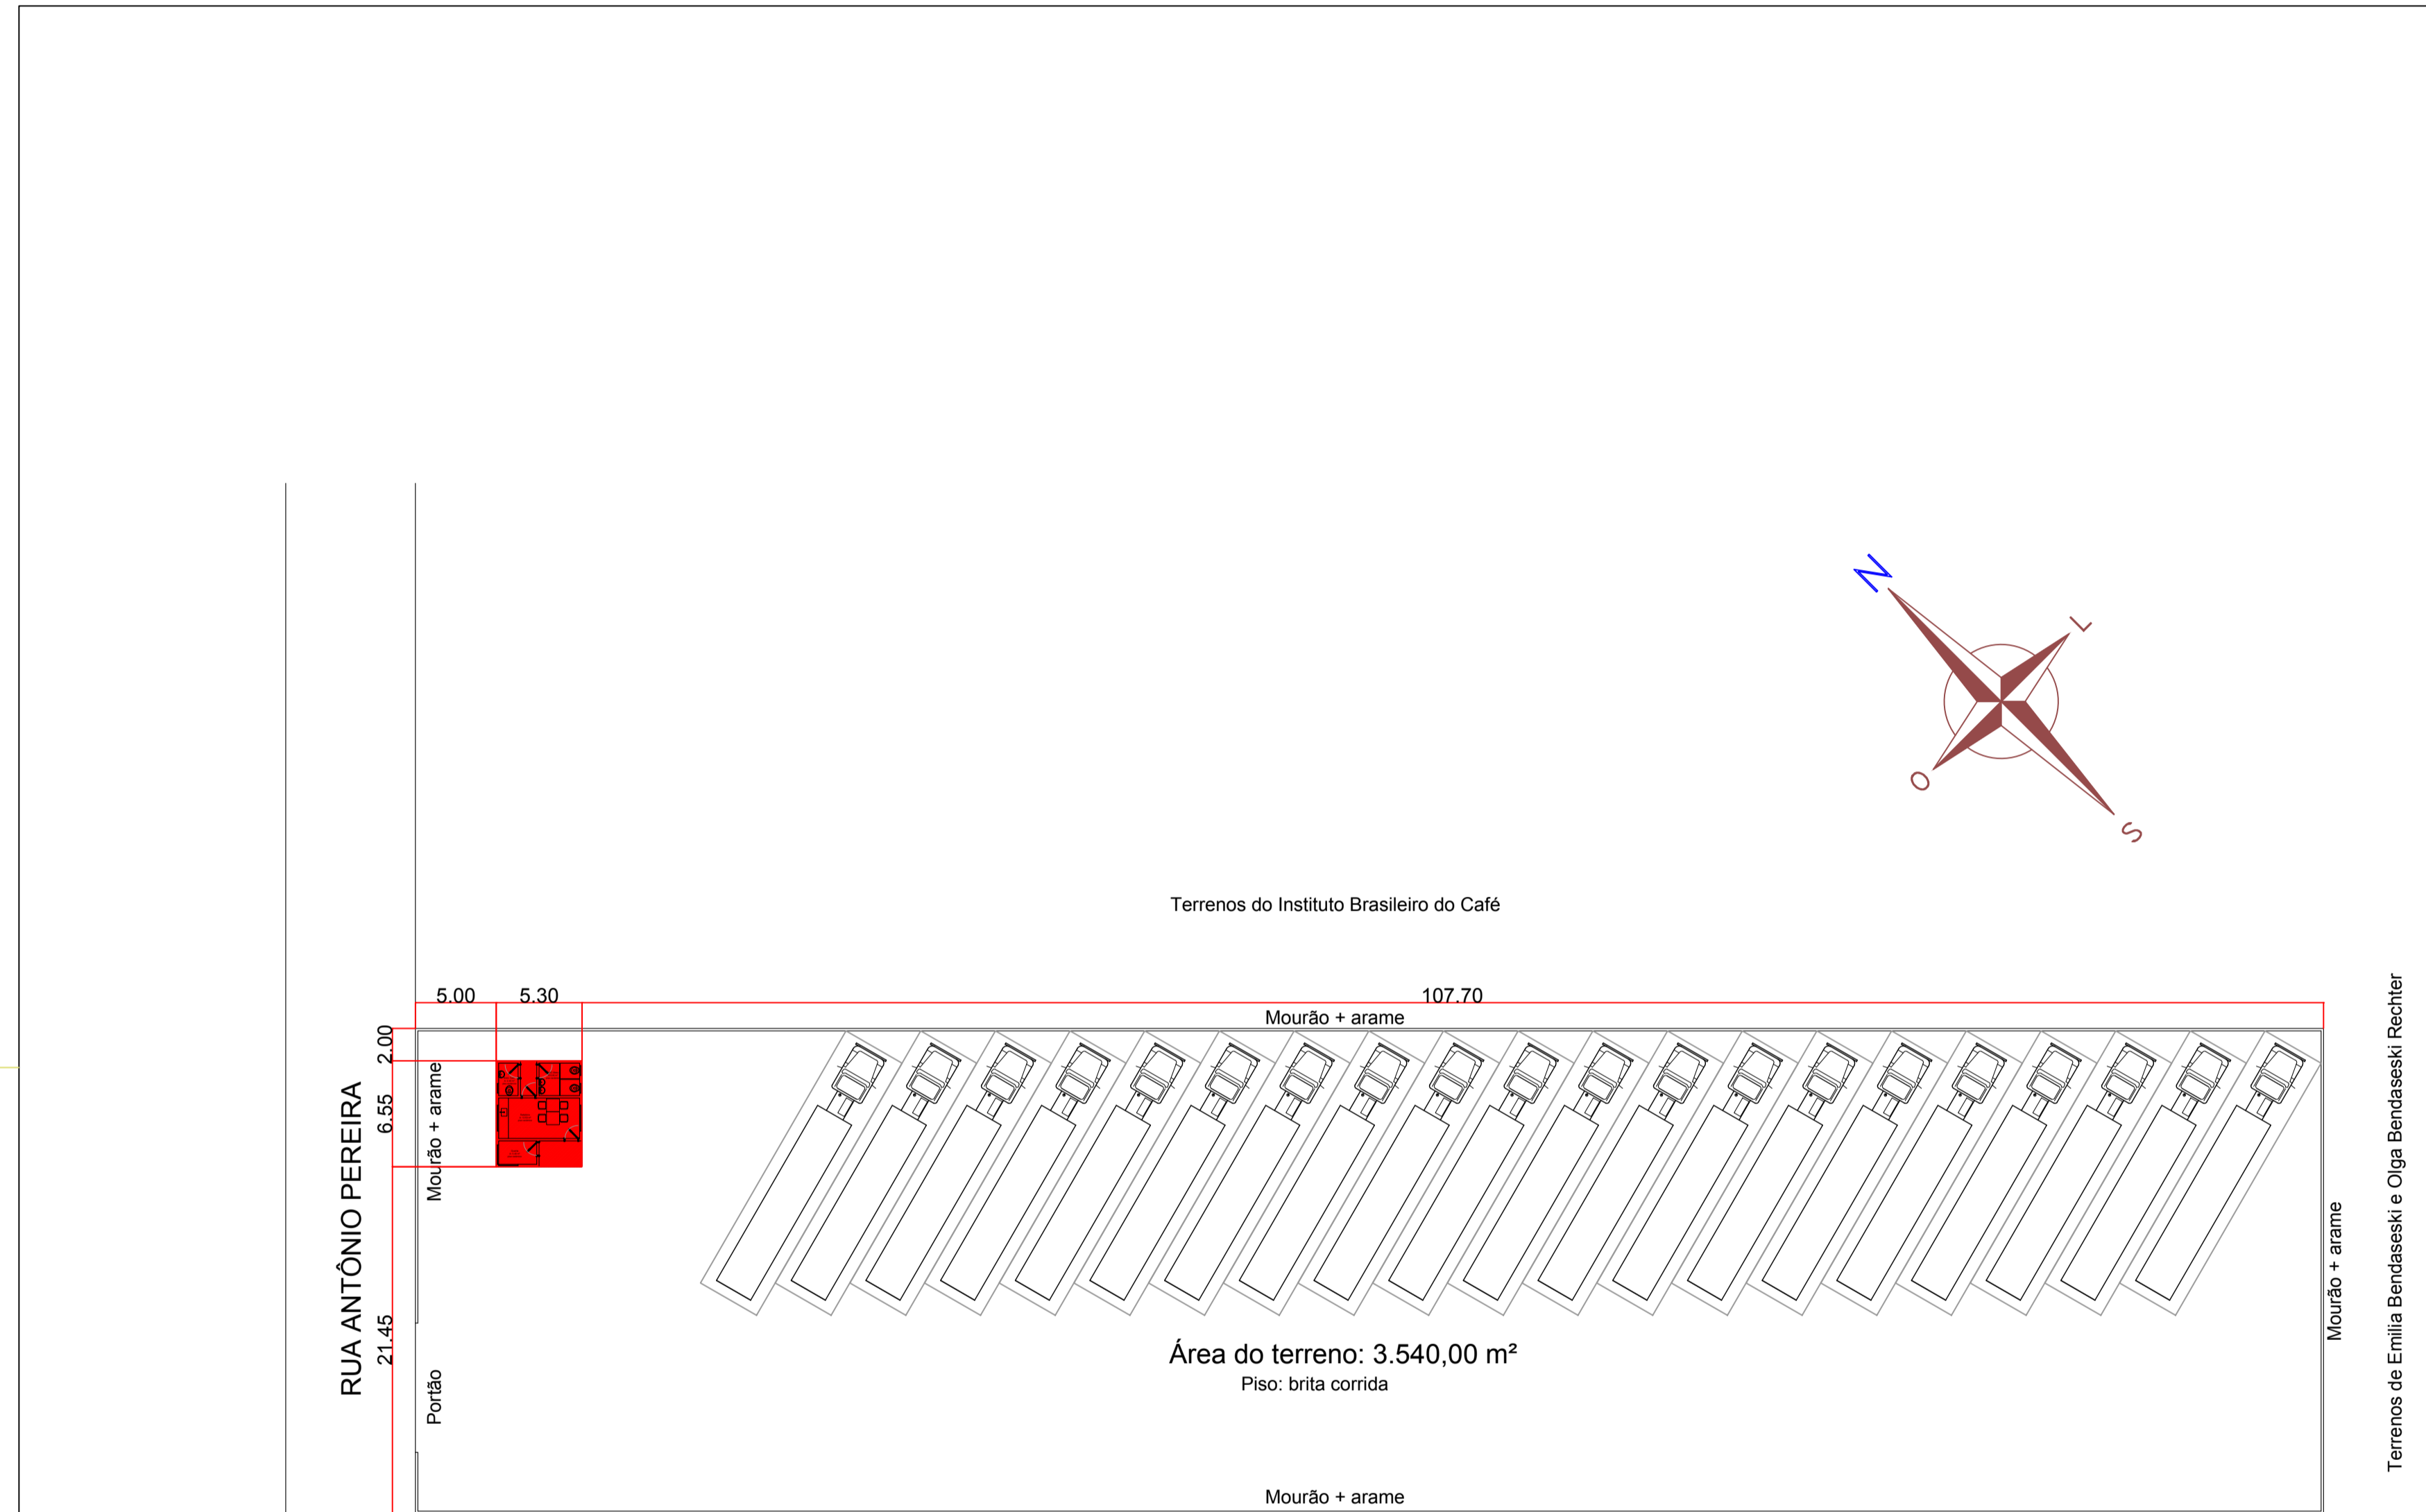 N
L
O
S
Terrenos do Instituto Brasileiro do Café
5.00
5.30
107.70
Mourão + arame
2.00
6.55
21.45
RUA ANTÔNIO PEREIRA
Mourão + arame
Portão
Área do terreno: 3.540,00 m²
Piso: brita corrida
Mourão + arame
Mourão + arame
Terrenos de Emilia Bendaseski e Olga Bendaseski Rechter